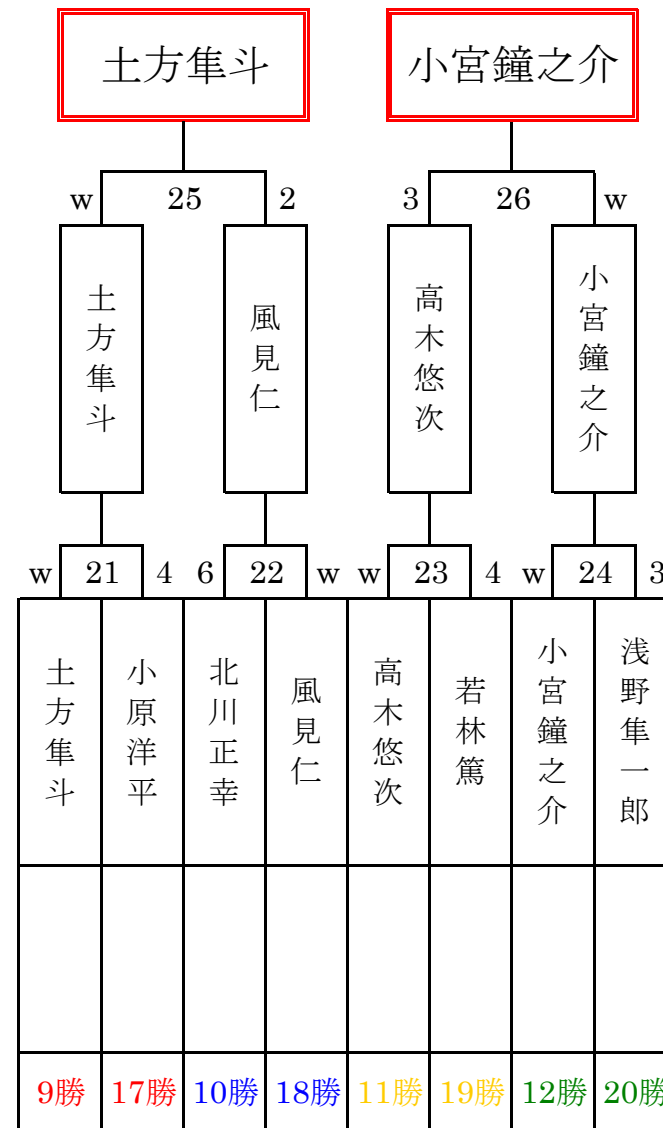 土方隼斗 小宮鐘之介
w 25 2 3 26 w
土方隼斗 風見仁 高木悠次 小宮鐘之介
w 21 4 6 22 w w 23 4 w 24 3
土方隼斗 小原洋平 北川正幸 風見仁 高木悠次 若林篤 小宮鐘之介 浅野隼一郎
9勝 17勝 10勝 18勝 11勝 19勝 12勝 20勝